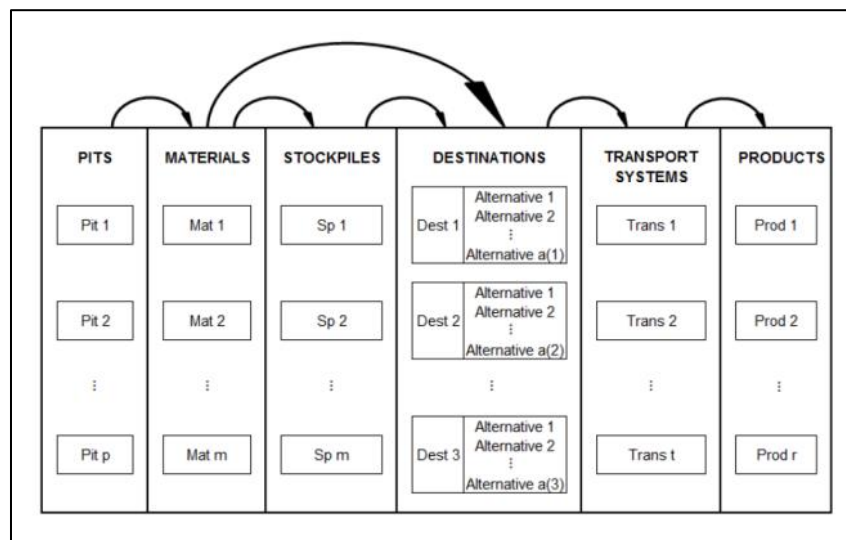 PITS
MATERIALS
STOCKPILES
DESTINATIONS
TRANSPORT
SYSTEMS
PRODUCTS
Pit 1
Mat 1
Sp 1
Dest 1
Alternative 1
Alternative 2
⋮
Alternative a(1)
Trans 1
Prod 1
Pit 2
Mat 2
Sp 2
Dest 2
Alternative 1
Alternative 2
⋮
Alternative a(2)
Trans 2
Prod 2
⋮
⋮
⋮
⋮
⋮
⋮
Pit p
Mat m
Sp m
Dest 3
Alternative 1
Alternative 2
⋮
Alternative a(3)
Trans t
Prod r